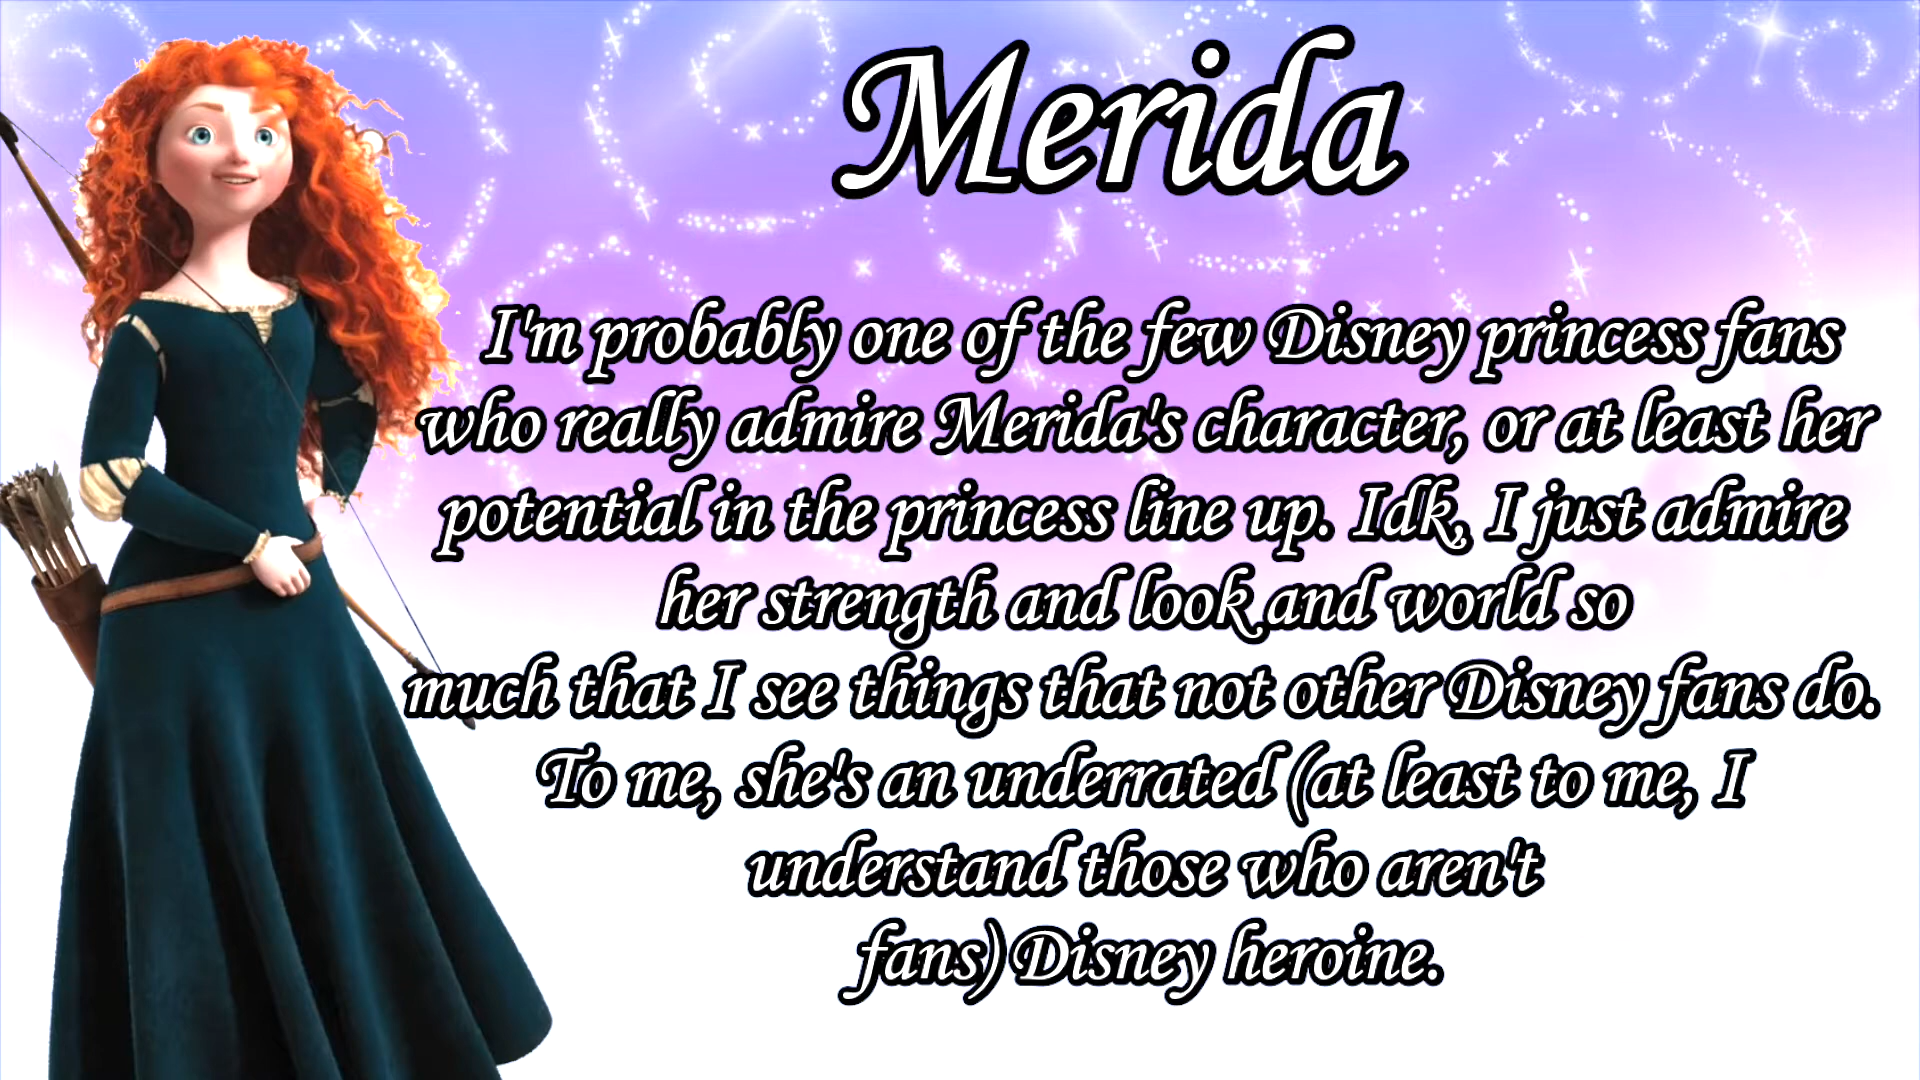 Merida
I'm probably one of the few Disney princess fans
who really admire Merida's character, or at least her
potential in the princess line up. Idk, I just admire
her strength and look and world so
much that I see things that not other Disney fans do.
To me, she's an underrated (at least to me, I
understand those who aren't
fans) Disney heroine.